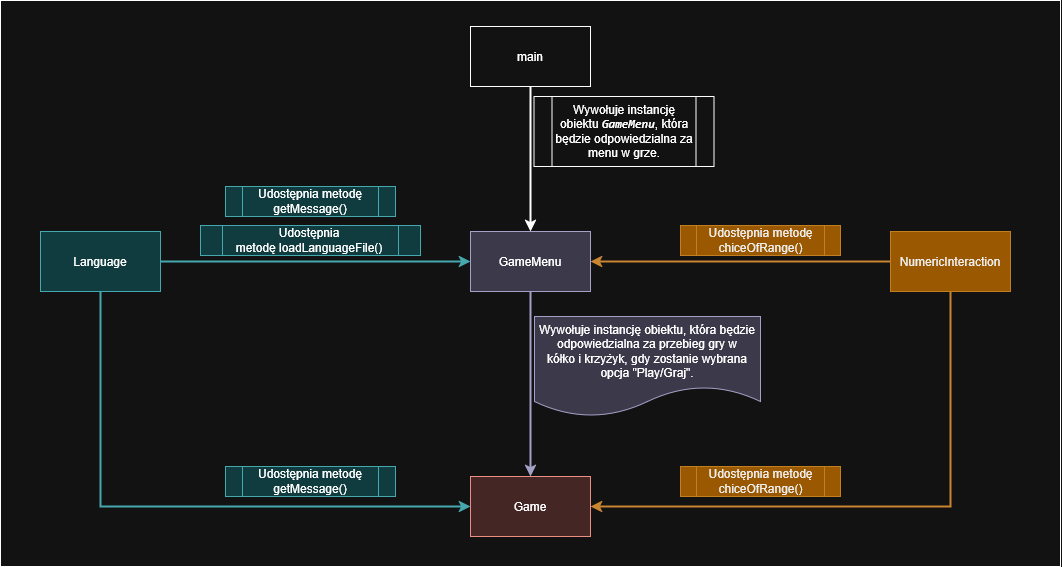 main
Wywołuje instancję
obiektu GameMenu, która
będzie odpowiedzialna za
menu w grze.
Udostępnia metodę
getMessage()
Udostępnia
metodę loadLanguageFile()
Udostępnia metodę
chiceOfRange()
Language
GameMenu
NumericInteraction
Wywołuje instancję obiektu, która będzie
odpowiedzialna za przebieg gry w
kółko i krzyżyk, gdy zostanie wybrana
opcja "Play/Graj".
Udostępnia metodę
getMessage()
Udostępnia metodę
chiceOfRange()
Game